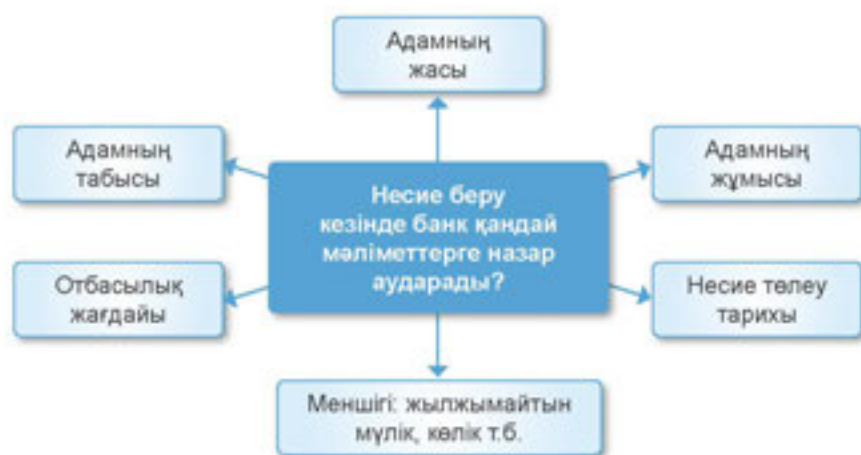 Адамның
жасы
Адамның
табысы
Адамның
жұмысы
Несие беру
кезінде банк қандай
мәліметтерге назар
аударады?
Отбасылық
жағдайы
Несие төлеу
тарихы
Меншігі: жылжымайтын
мүлік, көлік т.б.